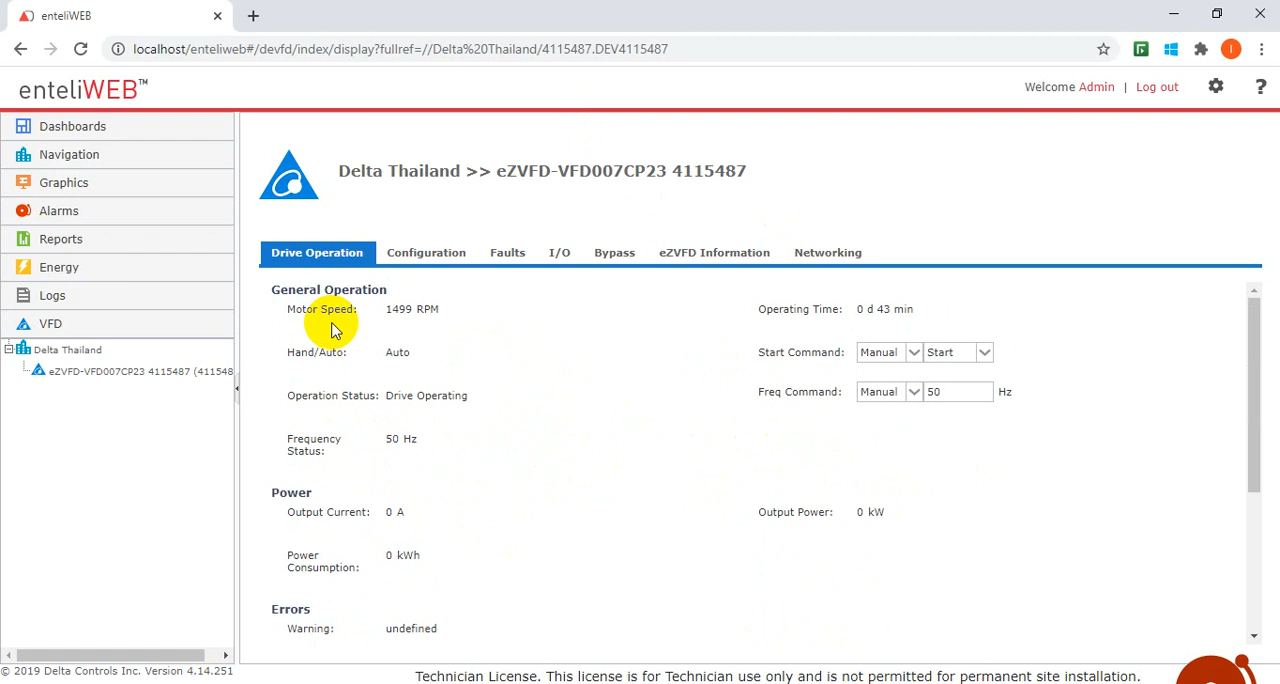 enteliWEB
localhost/enteliweb#/devfd/index/display?fullref=//Delta%20Thailand/4115487.DEV4115487
enteliWEB™
Welcome Admin | Log out
?
Dashboards
Navigation
Graphics
Alarms
Reports
Energy
Logs
VFD
Delta Thailand
eZVFD-VFD007CP23 4115487 (411548
Delta Thailand >> eZVFD-VFD007CP23 4115487
Drive Operation Configuration Faults I/O Bypass eZVFD Information Networking
General Operation
Motor Speed: 1499 RPM Operating Time: 0 d 43 min
Hand/Auto: Auto Start Command: Manual Start
Operation Status: Drive Operating Freq Command: Manual 50 Hz
Frequency Status: 50 Hz
Power
Output Current: 0 A Output Power: 0 kW
Power Consumption: 0 kWh
Errors
Warning: undefined
© 2019 Delta Controls Inc. Version 4.14.251
Technician License. This license is for Technician use only and is not permitted for permanent site installation.